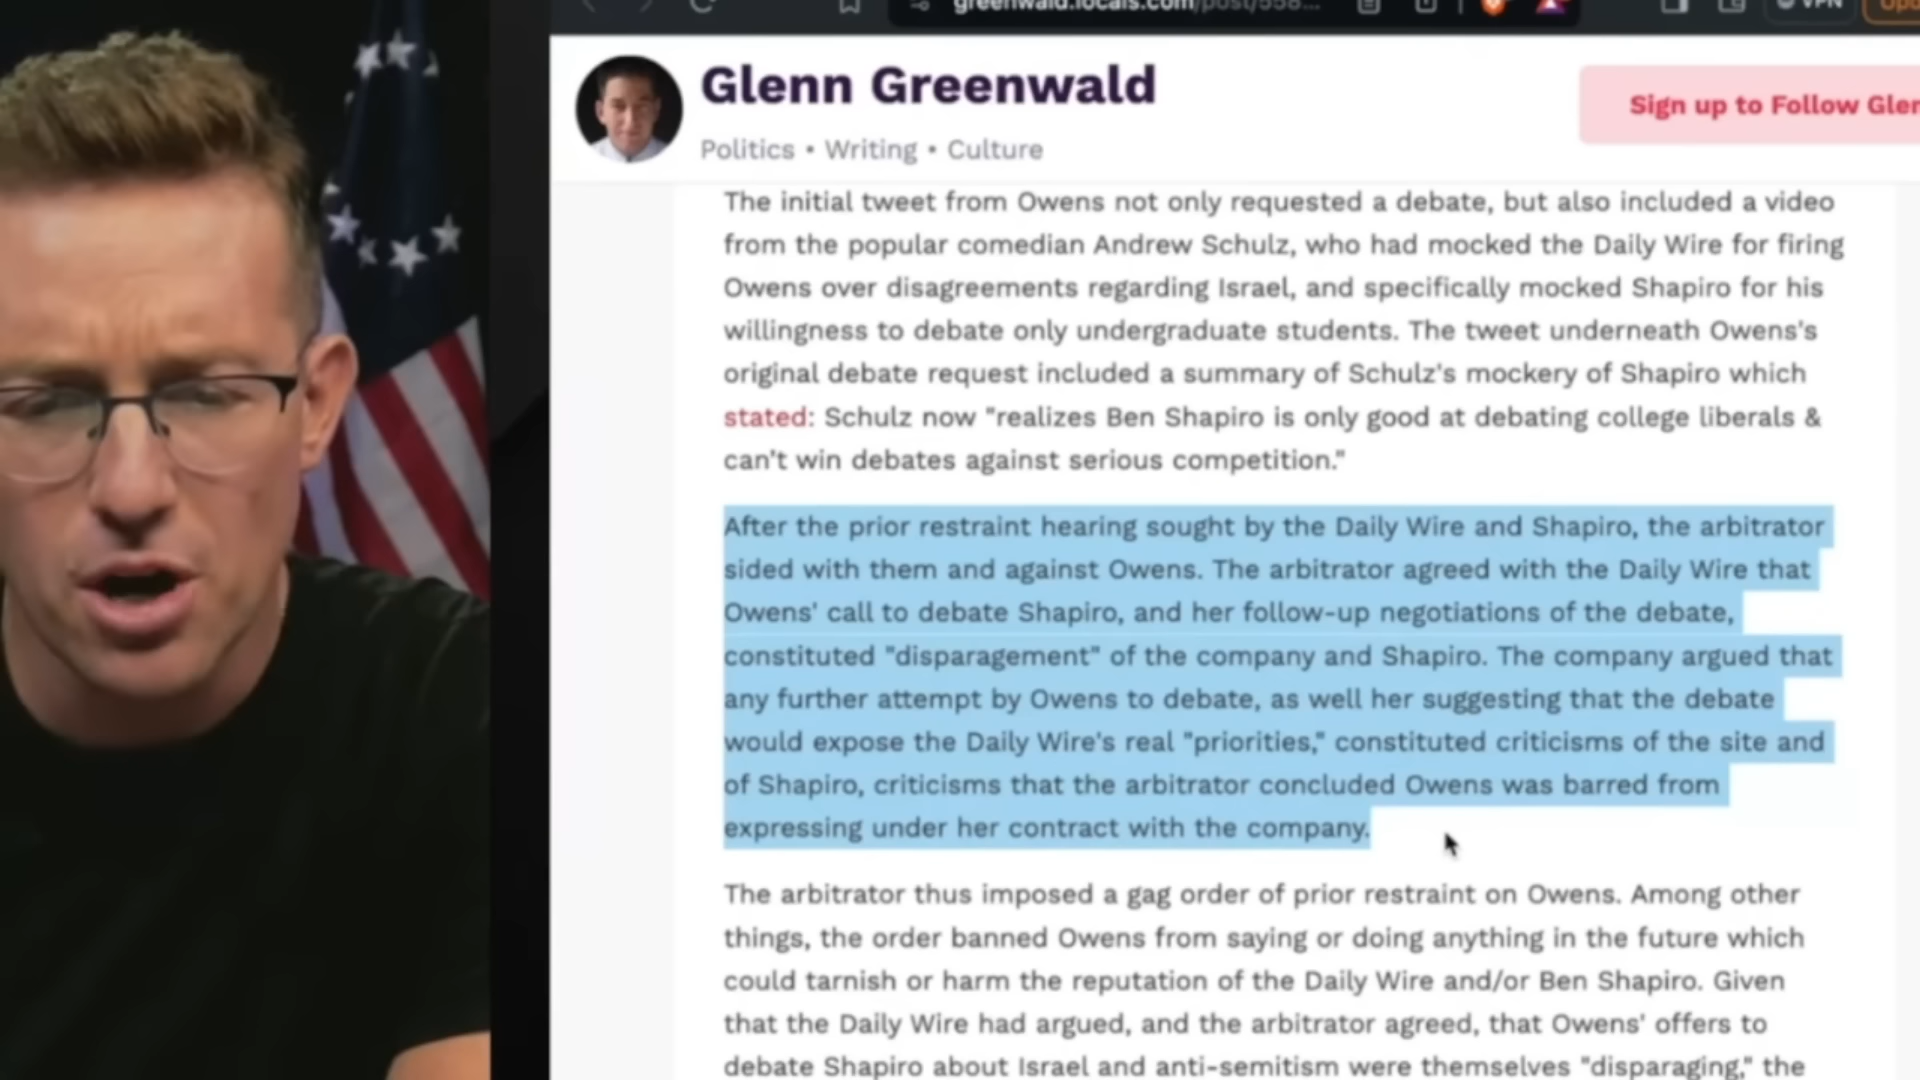 greenwald.locals.com/post/558...
VPN
Glenn Greenwald
Sign up to Follow Glen
Politics • Writing • Culture
The initial tweet from Owens not only requested a debate, but also included a video
from the popular comedian Andrew Schulz, who had mocked the Daily Wire for firing
Owens over disagreements regarding Israel, and specifically mocked Shapiro for his
willingness to debate only undergraduate students. The tweet underneath Owens's
original debate request included a summary of Schulz's mockery of Shapiro which
stated: Schulz now "realizes Ben Shapiro is only good at debating college liberals &
can't win debates against serious competition."
After the prior restraint hearing sought by the Daily Wire and Shapiro, the arbitrator
sided with them and against Owens. The arbitrator agreed with the Daily Wire that
Owens' call to debate Shapiro, and her follow-up negotiations of the debate,
constituted "disparagement" of the company and Shapiro. The company argued that
any further attempt by Owens to debate, as well her suggesting that the debate
would expose the Daily Wire's real "priorities," constituted criticisms of the site and
of Shapiro, criticisms that the arbitrator concluded Owens was barred from
expressing under her contract with the company.
The arbitrator thus imposed a gag order of prior restraint on Owens. Among other
things, the order banned Owens from saying or doing anything in the future which
could tarnish or harm the reputation of the Daily Wire and/or Ben Shapiro. Given
that the Daily Wire had argued, and the arbitrator agreed, that Owens' offers to
debate Shapiro about Israel and anti-semitism were themselves "disparaging," the